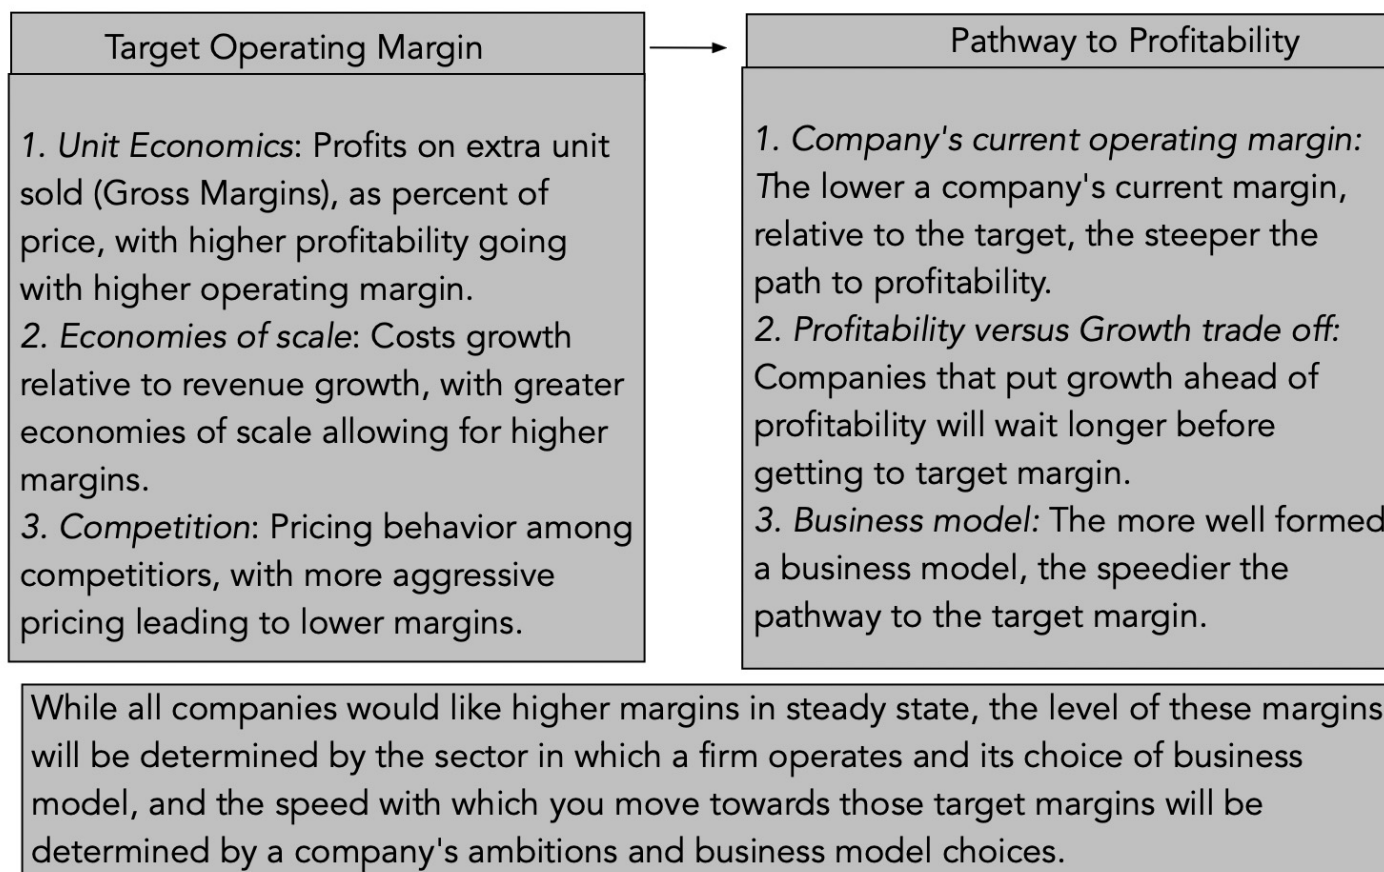 Target Operating Margin
1. Unit Economics: Profits on extra unit
sold (Gross Margins), as percent of
price, with higher profitability going
with higher operating margin.
2. Economies of scale: Costs growth
relative to revenue growth, with greater
economies of scale allowing for higher
margins.
3. Competition: Pricing behavior among
competitiors, with more aggressive
pricing leading to lower margins.
Pathway to Profitability
1. Company's current operating margin:
The lower a company's current margin,
relative to the target, the steeper the
path to profitability.
2. Profitability versus Growth trade off:
Companies that put growth ahead of
profitability will wait longer before
getting to target margin.
3. Business model: The more well formed
a business model, the speedier the
pathway to the target margin.
While all companies would like higher margins in steady state, the level of these margins
will be determined by the sector in which a firm operates and its choice of business
model, and the speed with which you move towards those target margins will be
determined by a company's ambitions and business model choices.